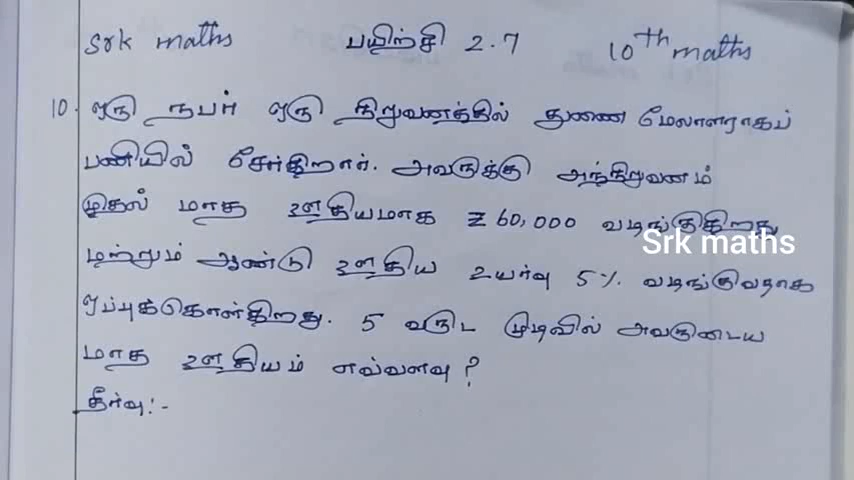 Srk maths பயிற்சி 2.7 10th maths
10. ஒரு நபர் ஒரு நிறுவனத்தில் துணை மேலாளராகப்
பணியில் சேர்கிறார். அவருக்கு அந்நிறுவனம்
முதல் மாத ஊதியமாக ₹ 60,000 வழங்குகிறது
Srk maths
மற்றும் ஆண்டு ஊதிய உயர்வு 5% வழங்குவதாக
ஒப்புக்கொள்கிறது. 5 வருட முடிவில் அவருடைய
மாத ஊதியம் எவ்வளவு?
தீர்வு:-